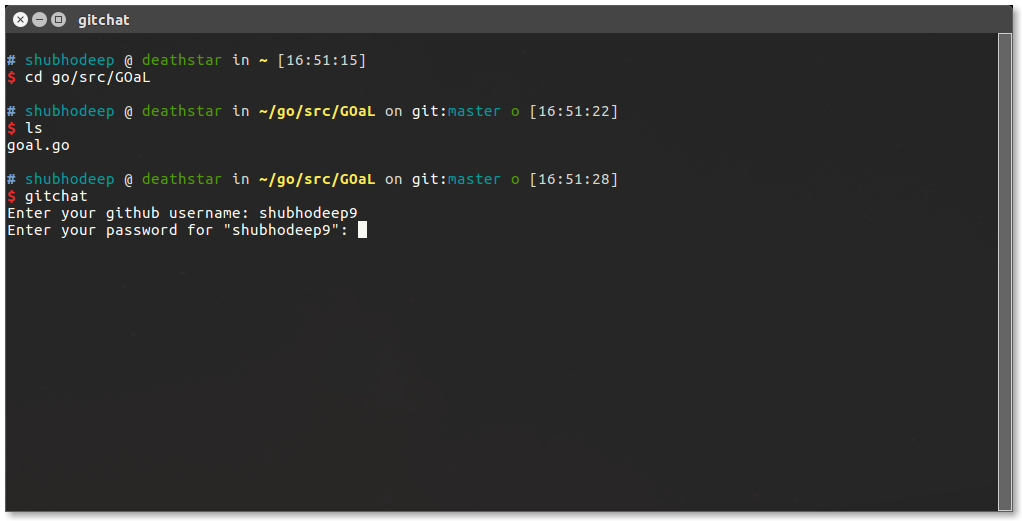 gitchat
# shubhodeep @ deathstar in ~ [16:51:15]
$ cd go/src/GOaL
# shubhodeep @ deathstar in ~/go/src/GOaL on git:master o [16:51:22]
$ ls
goal.go
# shubhodeep @ deathstar in ~/go/src/GOaL on git:master o [16:51:28]
$ gitchat
Enter your github username: shubhodeep9
Enter your password for "shubhodeep9":